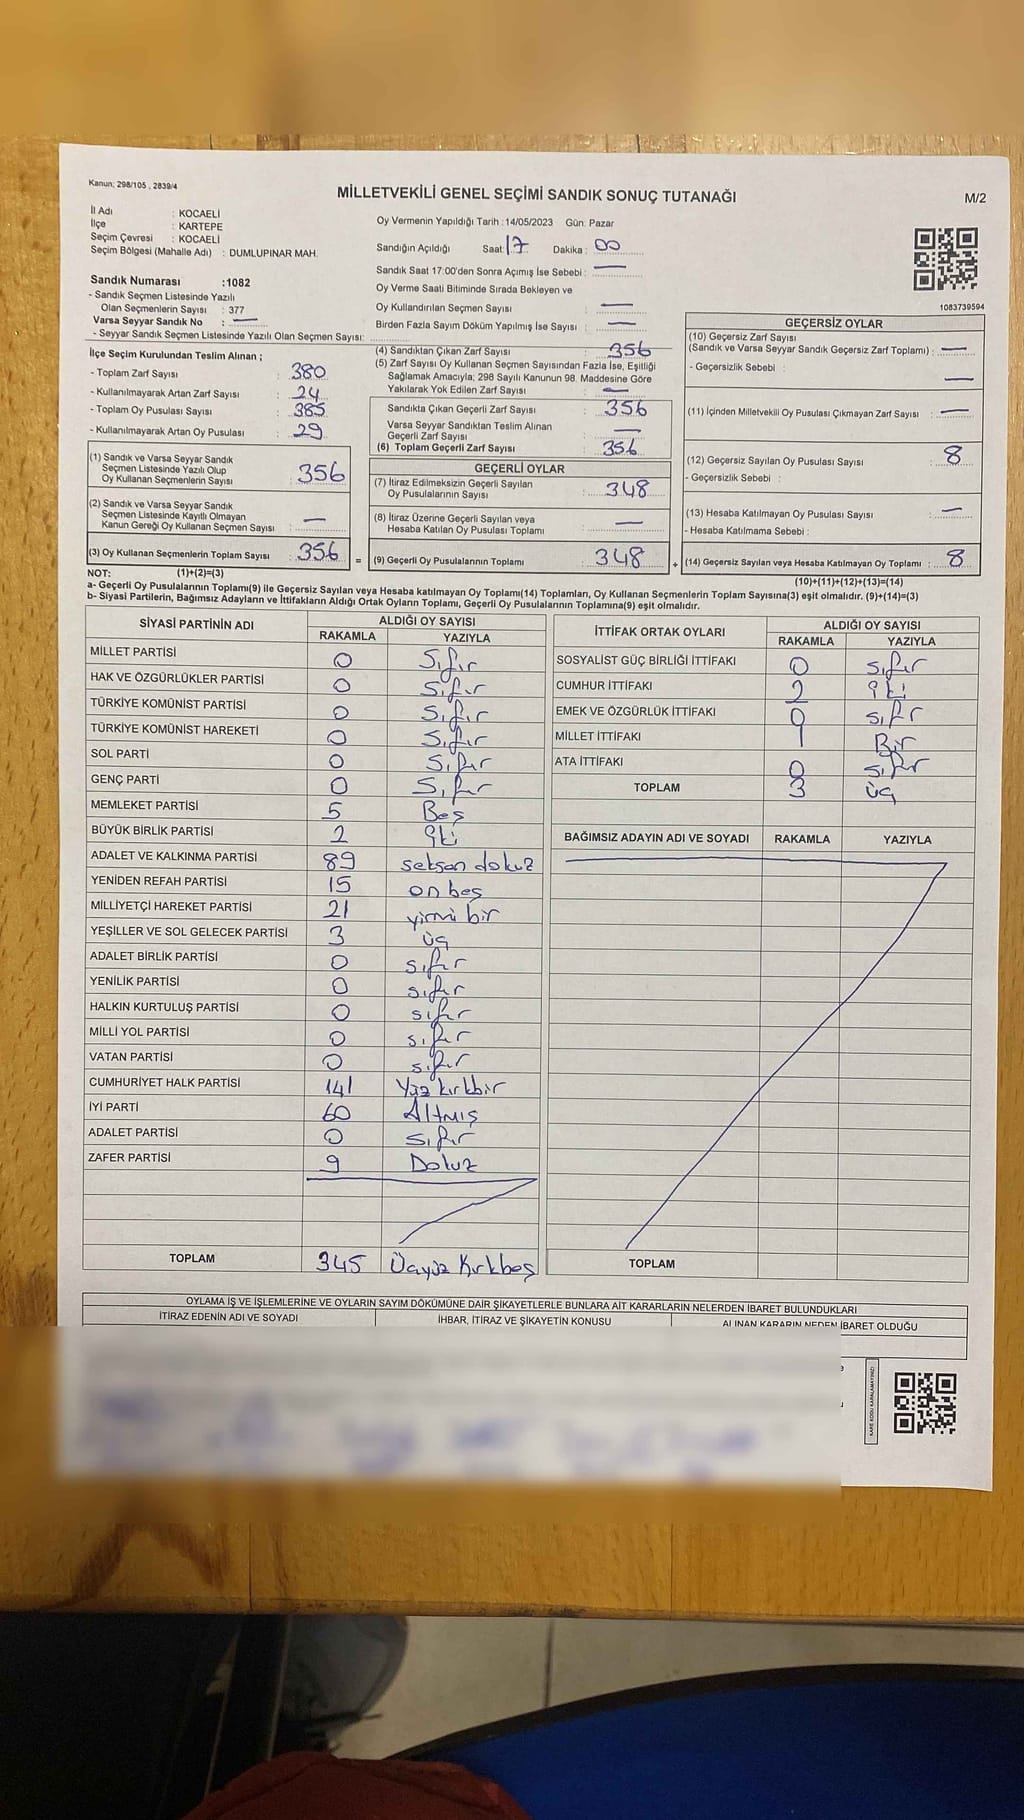 Kanun; 298/105 , 2839/4
MİLLETVEKİLİ GENEL SEÇİMİ SANDIK SONUÇ TUTANAĞI
M/2
İl Adı : KOCAELİ
İlçe : KARTEPE
Seçim Çevresi : KOCAELİ
Seçim Bölgesi (Mahalle Adı) : DUMLUPINAR MAH.
Oy Vermenin Yapıldığı Tarih :14/05/2023 Gün: Pazar
Sandığın Açıldığı Saat: 17 Dakika : 00
Sandık Saat 17:00'den Sonra Açımış İse Sebebi : —
Oy Verme Saati Bitiminde Sırada Bekleyen ve
Oy Kullandırılan Seçmen Sayısı : —
Birden Fazla Sayım Döküm Yapılmış İse Sayısı : —
1083739594
Sandık Numarası :1082
- Sandık Seçmen Listesinde Yazılı
Olan Seçmenlerin Sayısı : 377
Varsa Seyyar Sandık No : —
- Seyyar Sandık Seçmen Listesinde Yazılı Olan Seçmen Sayısı:
İlçe Seçim Kurulundan Teslim Alınan ;
- Toplam Zarf Sayısı : 380
- Kullanılmayarak Artan Zarf Sayısı : 24
- Toplam Oy Pusulası Sayısı : 385
- Kullanılmayarak Artan Oy Pusulası : 29
(1) Sandık ve Varsa Seyyar Sandık
Seçmen Listesinde Yazılı Olup
Oy Kullanan Seçmenlerin Sayısı : 356
(2) Sandık ve Varsa Seyyar Sandık
Seçmen Listesinde Kayıtlı Olmayan
Kanun Gereği Oy Kullanan Seçmen Sayısı : —
(3) Oy Kullanan Seçmenlerin Toplam Sayısı : 356 =
(4) Sandıktan Çıkan Zarf Sayısı : 356
(5) Zarf Sayısı Oy Kullanan Seçmen Sayısından Fazla İse, Eşitliği
Sağlamak Amacıyla; 298 Sayılı Kanunun 98. Maddesine Göre
Yakılarak Yok Edilen Zarf Sayısı : —
Sandıkta Çıkan Geçerli Zarf Sayısı : 356
Varsa Seyyar Sandıktan Teslim Alınan
Geçerli Zarf Sayısı —
(6) Toplam Geçerli Zarf Sayısı : 356
GEÇERLİ OYLAR
(7) İtiraz Edilmeksizin Geçerli Sayılan
Oy Pusulalarının Sayısı : 348
(8) İtiraz Üzerine Geçerli Sayılan veya
Hesaba Katılan Oy Pusulaları Toplamı : —
(9) Geçerli Oy Pusulalarının Toplamı : 348 +
GEÇERSİZ OYLAR
(10) Geçersiz Zarf Sayısı
(Sandık ve Varsa Seyyar Sandık Geçersiz Zarf Toplamı) : —
- Geçersizlik Sebebi : —
(11) İçinden Milletvekili Oy Pusulası Çıkmayan Zarf Sayısı : —
(12) Geçersiz Sayılan Oy Pusulası Sayısı : 8
- Geçersizlik Sebebi :
(13) Hesaba Katılmayan Oy Pusulası Sayısı : —
- Hesaba Katılmama Sebebi :
(14) Geçersiz Sayılan veya Hesaba Katılmayan Oy Toplamı : 8
NOT: (1)+(2)=(3)
(10)+(11)+(12)+(13)=(14)
a- Geçerli Oy Pusulalarının Toplamı(9) ile Geçersiz Sayılan veya Hesaba katılmayan Oy Toplamı(14) Toplamları, Oy Kullanan Seçmenlerin Toplam Sayısına(3) eşit olmalıdır. (9)+(14)=(3)
b- Siyasi Partilerin, Bağımsız Adayların ve İttifakların Aldığı Ortak Oyların Toplamı, Geçerli Oy Pusulalarının Toplamına(9) eşit olmalıdır.
SİYASİ PARTİNİN ADI ALDIĞI OY SAYISI
RAKAMLA YAZIYLA
MİLLET PARTİSİ 0 Sıfır
HAK VE ÖZGÜRLÜKLER PARTİSİ 0 Sıfır
TÜRKİYE KOMÜNİST PARTİSİ 0 Sıfır
TÜRKİYE KOMÜNİST HAREKETİ 0 Sıfır
SOL PARTİ 0 Sıfır
GENÇ PARTİ 0 Sıfır
MEMLEKET PARTİSİ 5 Beş
BÜYÜK BİRLİK PARTİSİ 2 İki
ADALET VE KALKINMA PARTİSİ 89 seksen dokuz
YENİDEN REFAH PARTİSİ 15 on beş
MİLLİYETÇİ HAREKET PARTİSİ 21 yirmi bir
YEŞİLLER VE SOL GELECEK PARTİSİ 3 üç
ADALET BİRLİK PARTİSİ 0 sıfır
YENİLİK PARTİSİ 0 sıfır
HALKIN KURTULUŞ PARTİSİ 0 sıfır
MİLLİ YOL PARTİSİ 0 sıfır
VATAN PARTİSİ 0 sıfır
CUMHURİYET HALK PARTİSİ 141 Yüz kırkbir
İYİ PARTİ 60 Altmış
ADALET PARTİSİ 0 sıfır
ZAFER PARTİSİ 9 Dokuz
TOPLAM 345 Üçyüz Kırkbeş
İTTİFAK ORTAK OYLARI ALDIĞI OY SAYISI
RAKAMLA YAZIYLA
SOSYALİST GÜÇ BİRLİĞİ İTTİFAKI 0 sıfır
CUMHUR İTTİFAKI 2 İki
EMEK VE ÖZGÜRLÜK İTTİFAKI 0 sıfır
MİLLET İTTİFAKI 1 Bir
ATA İTTİFAKI 0 sıfır
TOPLAM 3 üç
BAĞIMSIZ ADAYIN ADI VE SOYADI RAKAMLA YAZIYLA
TOPLAM
OYLAMA İŞ VE İŞLEMLERİNE VE OYLARIN SAYIM DÖKÜMÜNE DAİR ŞİKAYETLERLE BUNLARA AİT KARARLARIN NELERDEN İBARET BULUNDUKLARI
İTİRAZ EDENİN ADI VE SOYADI İHBAR, İTİRAZ VE ŞİKAYETİN KONUSU ALINAN KARARIN NEDEN İBARET OLDUĞU
KARE KODU KARALAMAYINIZ!